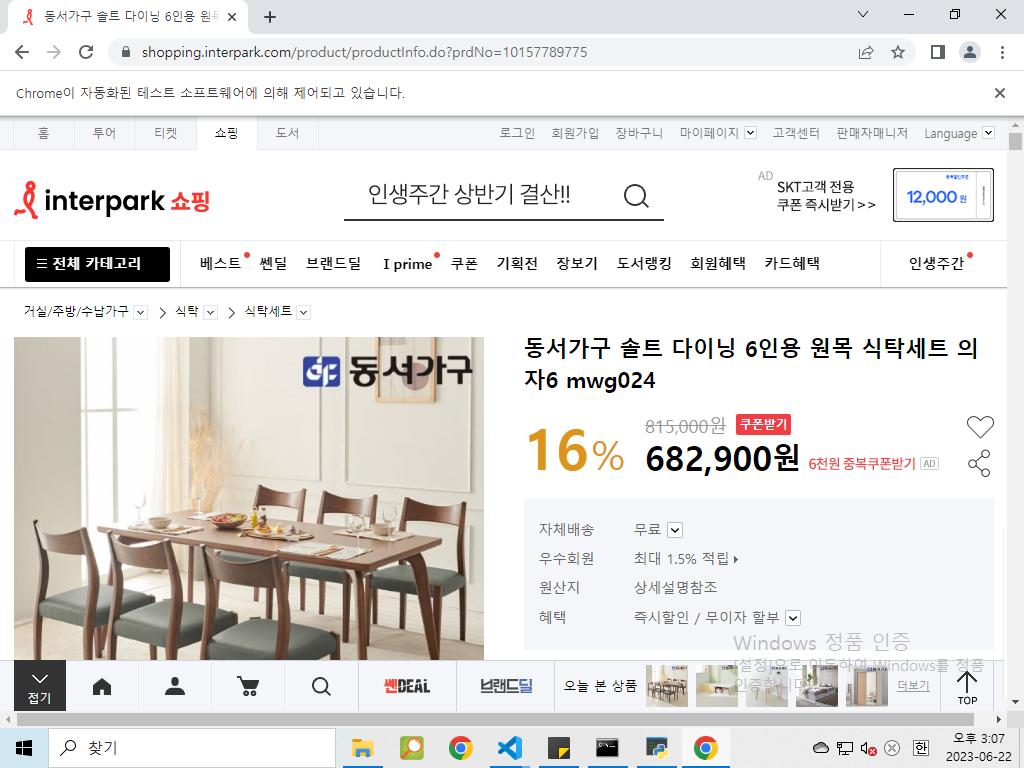 동서가구 솔트 다이닝 6인용 원목
shopping.interpark.com/product/productInfo.do?prdNo=10157789775
Chrome이 자동화된 테스트 소프트웨어에 의해 제어되고 있습니다.
홈 투어 티켓 쇼핑 도서 로그인 회원가입 장바구니 마이페이지 고객센터 판매자매니저 Language
interpark 쇼핑 인생주간 상반기 결산!! AD SKT고객 전용 쿠폰 즉시받기>> 12,000원
전체 카테고리 베스트 쎈딜 브랜드딜 I prime 쿠폰 기획전 장보기 도서랭킹 회원혜택 카드혜택 인생주간
거실/주방/수납가구 식탁 식탁세트
동서가구
동서가구 솔트 다이닝 6인용 원목 식탁세트 의
자6 mwg024
815,000원 쿠폰받기
16% 682,900원 6천원 중복쿠폰받기 AD
자체배송 무료
우수회원 최대 1.5% 적립
원산지 상세설명참조
혜택 즉시할인 / 무이자 할부
Windows 정품 인증
[설정]으로 이동하여 Windows를 정품
인증합니다.
접기 쎈DEAL 브랜드딜 오늘 본 상품 더보기 TOP
찾기 한 오후 3:07
2023-06-22